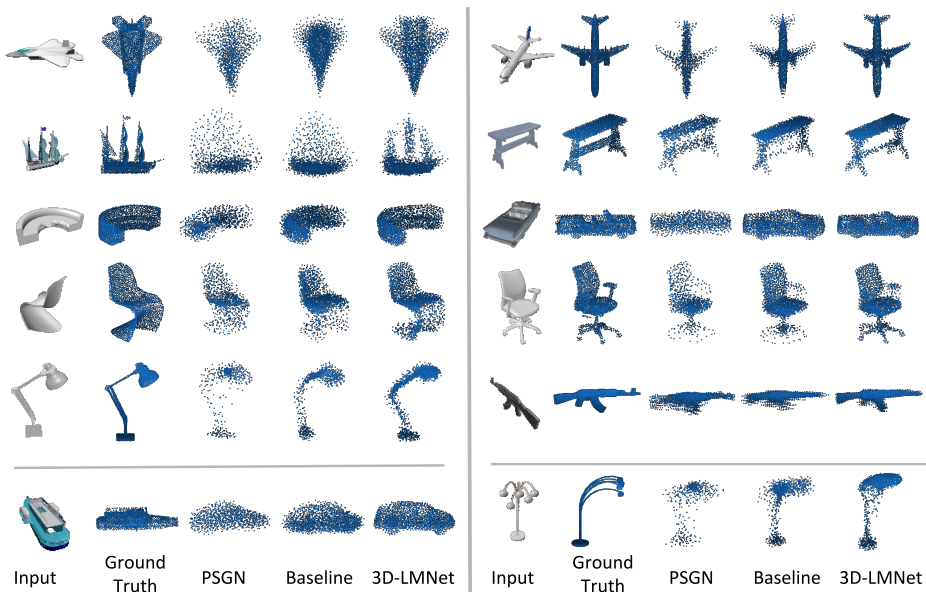 Input
Ground
Truth
PSGN
Baseline
3D-LMNet
Input
Ground
Truth
PSGN
Baseline
3D-LMNet